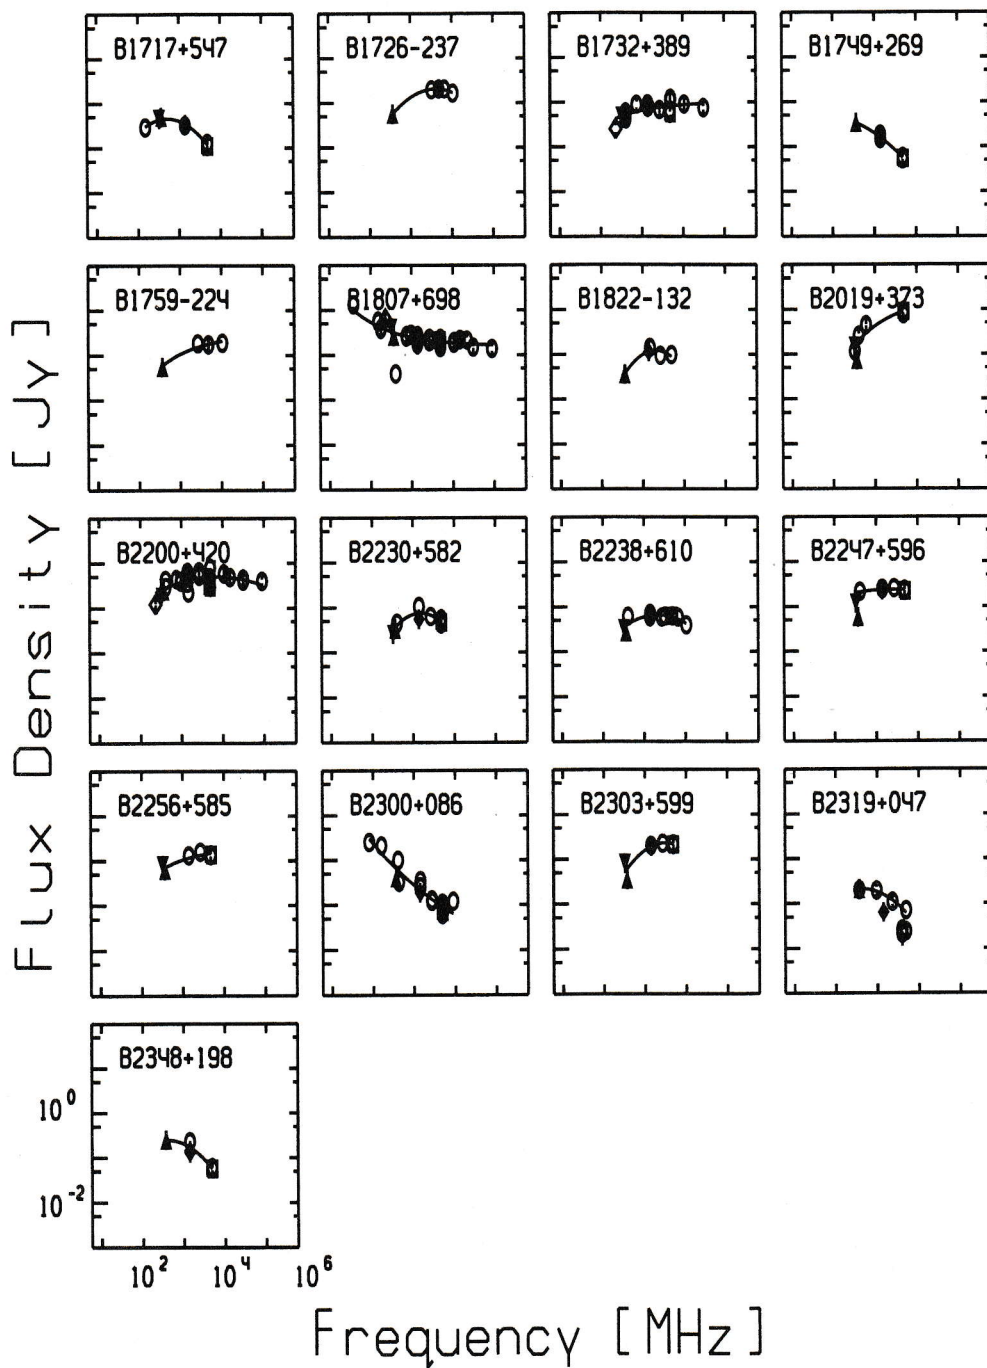 B1717+547
B1726-237
B1732+389
B1749+269
B1759-224
B1807+698
B1822-132
B2019+373
B2200+420
B2230+582
B2238+610
B2247+596
B2256+585
B2300+086
B2303+599
B2319+047
B2348+198
10⁰
10⁻²
10² 10⁴ 10⁶
Flux Density [Jy]
Frequency [MHz]